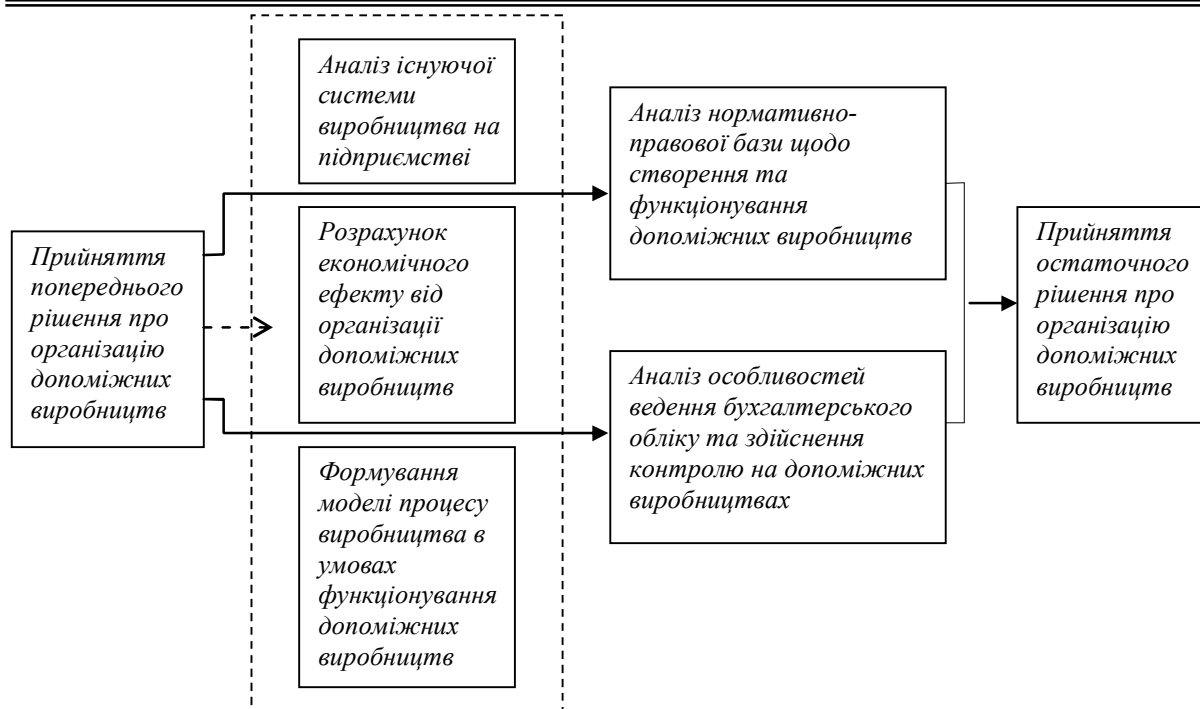 Прийняття
попереднього
рішення про
організацію
допоміжних
виробництв
Аналіз існуючої
системи
виробництва на
підприємстві
Розрахунок
економічного
ефекту від
організації
допоміжних
виробництв
Формування
моделі процесу
виробництва в
умовах
функціонування
допоміжних
виробництв
Аналіз нормативно-
правової бази щодо
створення та
функціонування
допоміжних виробництв
Аналіз особливостей
ведення бухгалтерського
обліку та здійснення
контролю на допоміжних
виробництвах
Прийняття
остаточного
рішення про
організацію
допоміжних
виробництв